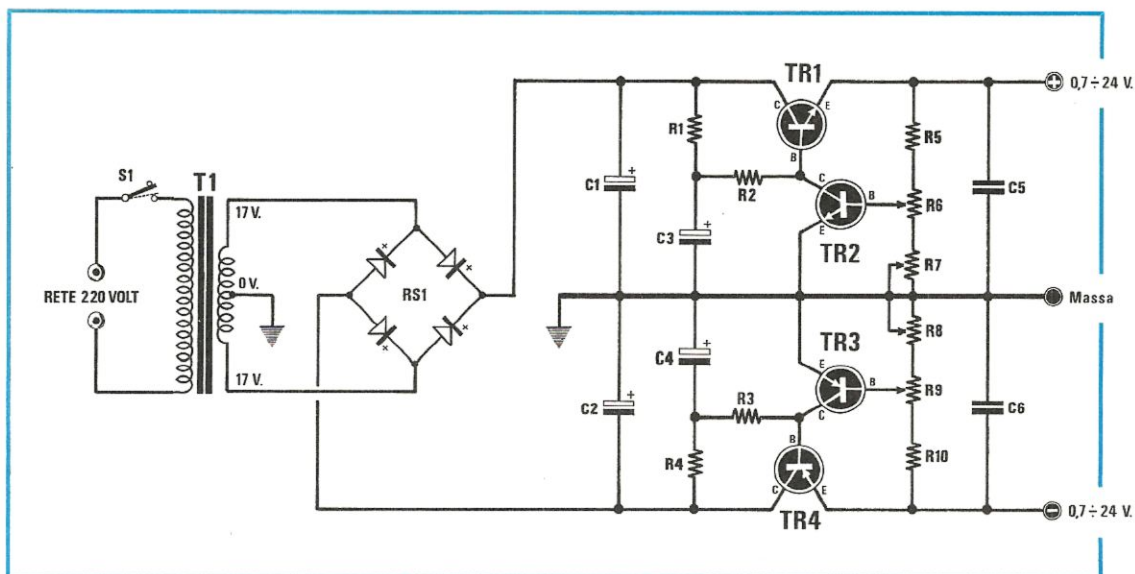 TR1
C
E
B
0,7÷24 V.
R1
R5
S1
T1
17 V.
C1
+
R2
C
B
R6
C5
E
TR2
C3
+
R7
0 V.
RETE 220 VOLT
RS1
Massa
R8
TR3
C4
+
E
B
R9
17 V.
C2
+
R3
C
C6
B
R4
R10
C
E
TR4
0,7÷24 V.